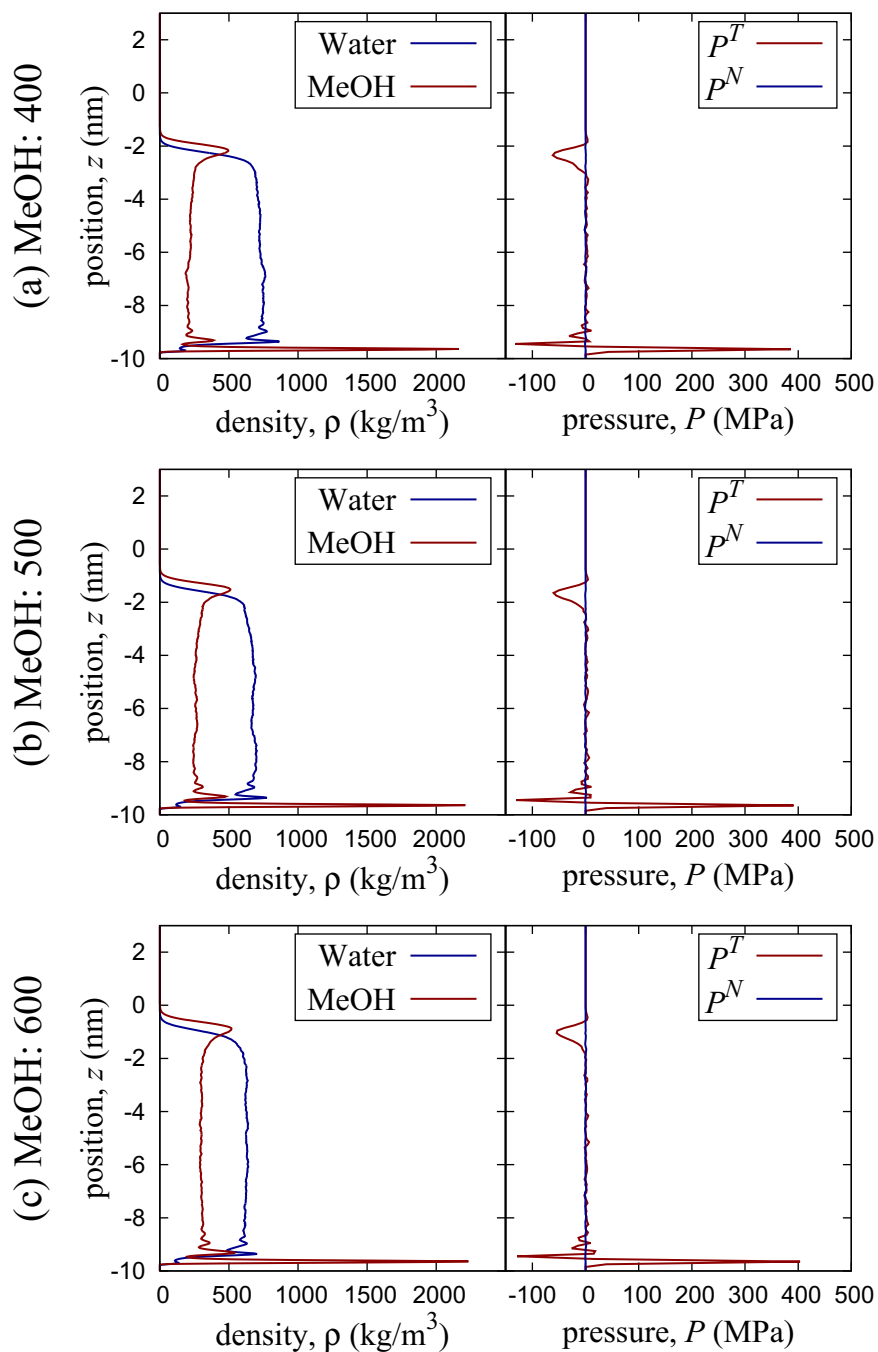 (a) MeOH: 400
position, z (nm)
2
0
-2
-4
-6
-8
-10
Water
MeOH
0 500 1000 1500 2000
density, ρ (kg/m³)
P^T
P^N
-100 0 100 200 300 400 500
pressure, P (MPa)
(b) MeOH: 500
position, z (nm)
2
0
-2
-4
-6
-8
-10
Water
MeOH
0 500 1000 1500 2000
density, ρ (kg/m³)
P^T
P^N
-100 0 100 200 300 400 500
pressure, P (MPa)
(c) MeOH: 600
position, z (nm)
2
0
-2
-4
-6
-8
-10
Water
MeOH
0 500 1000 1500 2000
density, ρ (kg/m³)
P^T
P^N
-100 0 100 200 300 400 500
pressure, P (MPa)